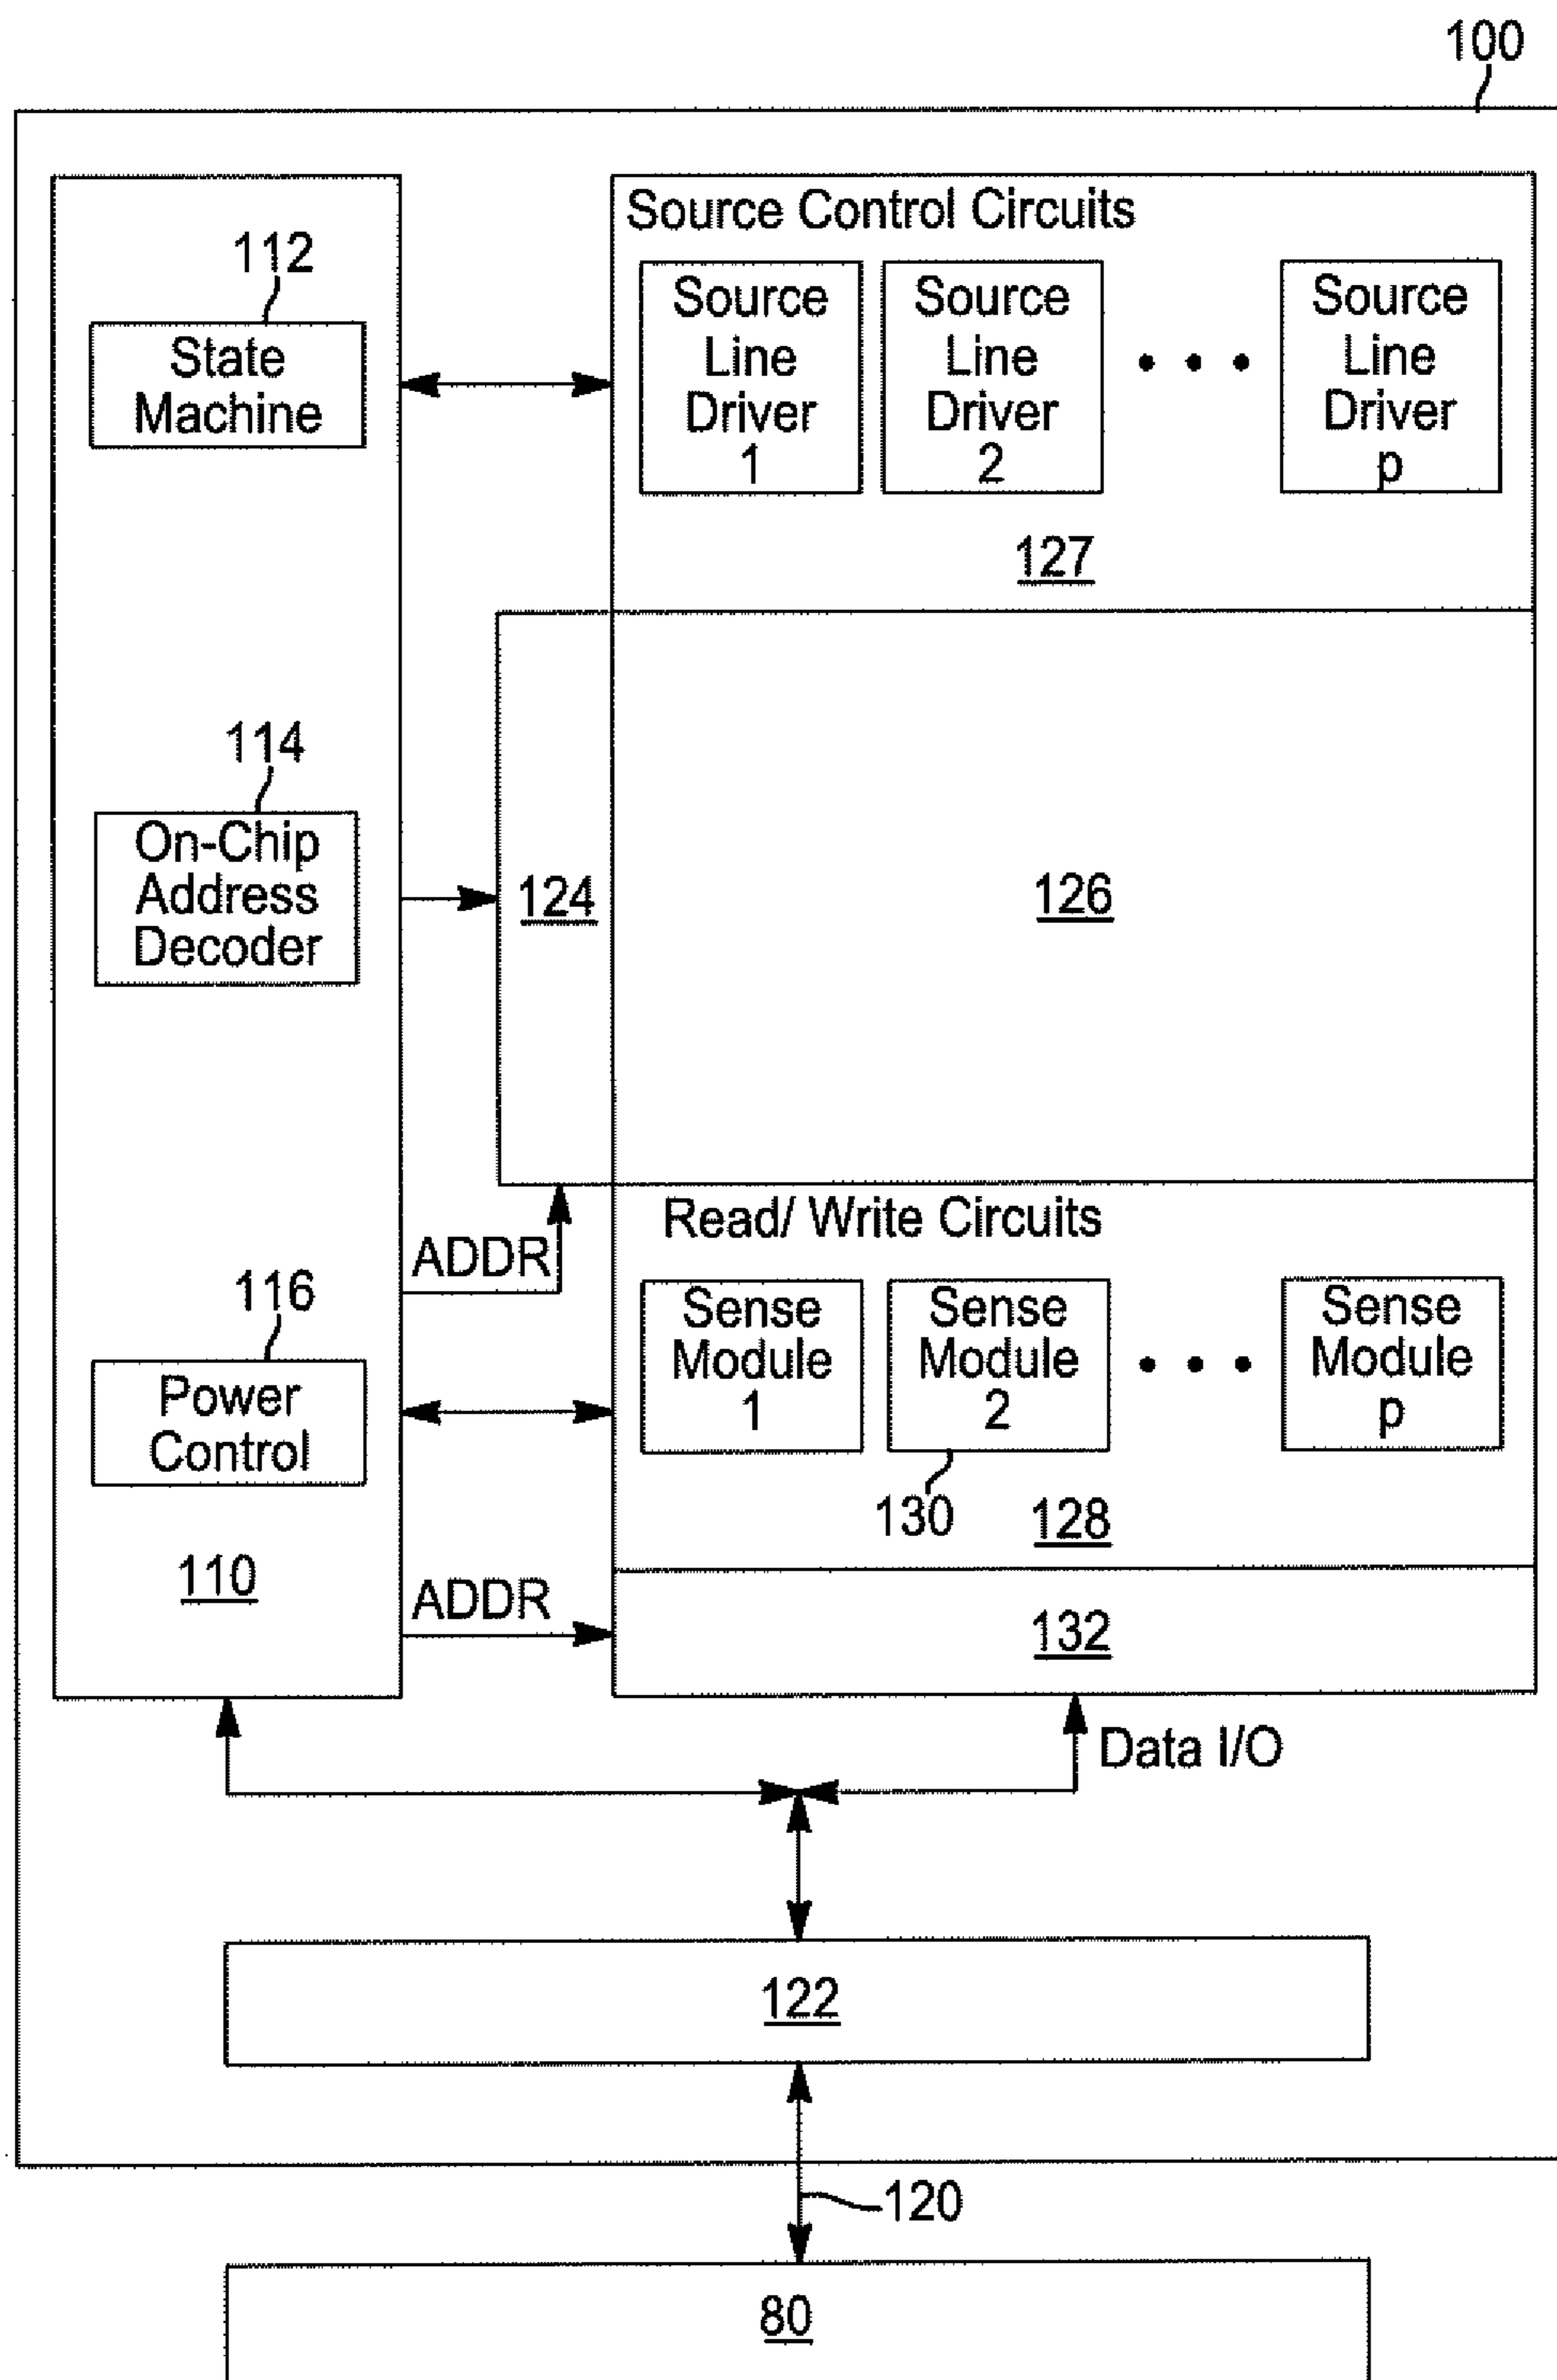 100
Source Control Circuits
112
State
Machine
Source
Line
Driver
1
Source
Line
Driver
2
• • •
Source
Line
Driver
p
127
114
On-Chip
Address
Decoder
124
126
ADDR
Read/ Write Circuits
116
Power
Control
Sense
Module
1
Sense
Module
2
• • •
Sense
Module
p
130
128
110
ADDR
132
Data I/O
122
120
80